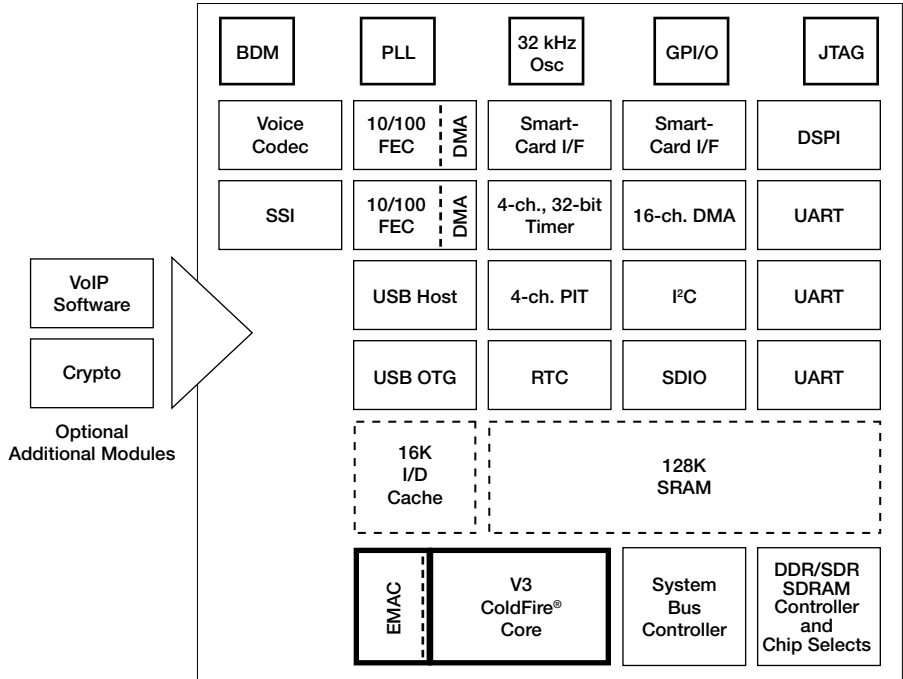 BDM
PLL
32 kHz
Osc
GPI/O
JTAG
Voice
Codec
10/100
FEC
DMA
Smart-
Card I/F
Smart-
Card I/F
DSPI
SSI
10/100
FEC
DMA
4-ch., 32-bit
Timer
16-ch. DMA
UART
VoIP
Software
USB Host
4-ch. PIT
I²C
UART
Crypto
USB OTG
RTC
SDIO
UART
Optional
Additional Modules
16K
I/D
Cache
128K
SRAM
EMAC
V3
ColdFire®
Core
System
Bus
Controller
DDR/SDR
SDRAM
Controller
and
Chip Selects